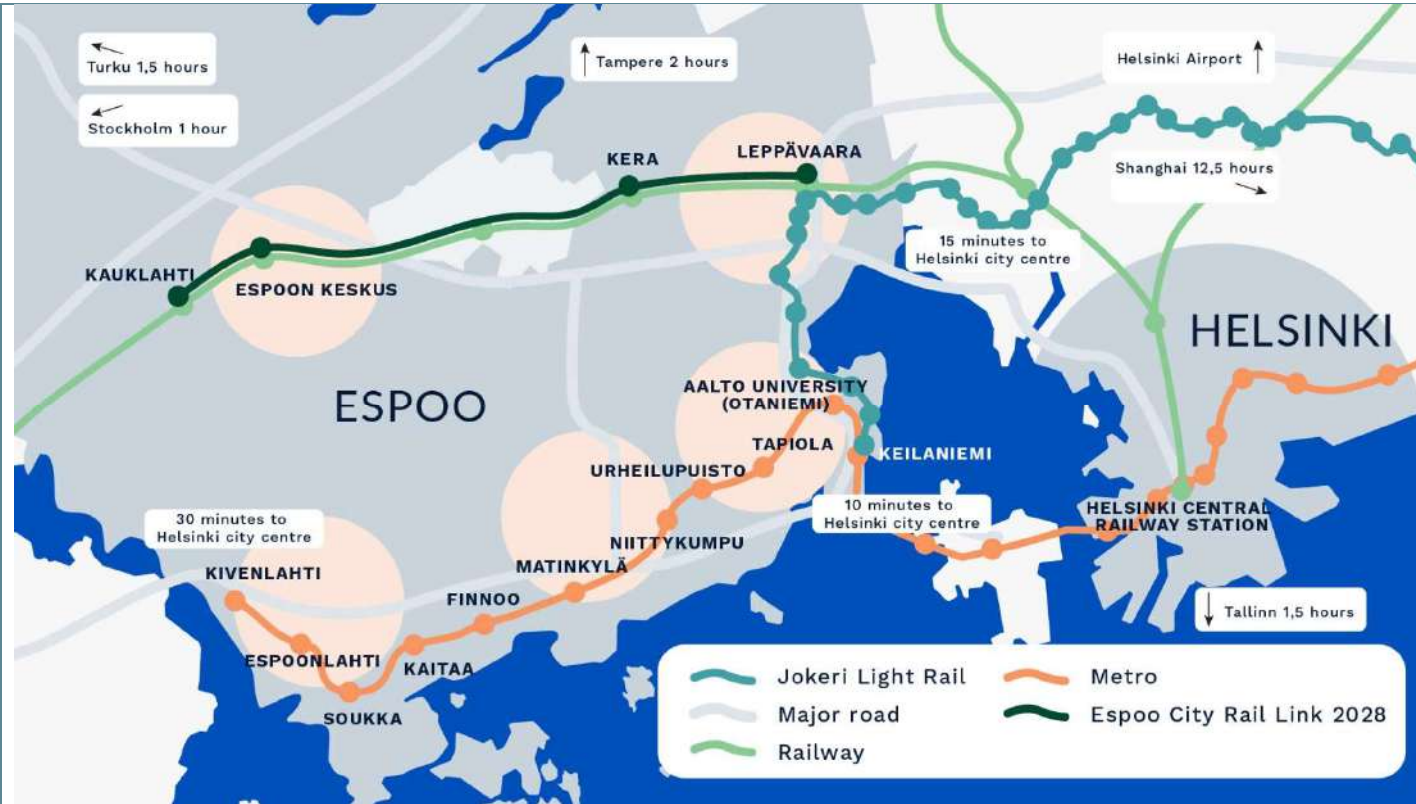 Turku 1,5 hours
Stockholm 1 hour
Tampere 2 hours
Helsinki Airport
Shanghai 12,5 hours
KERA
LEPPÄVAARA
15 minutes to
Helsinki city centre
KAUKLAHTI
ESPOON KESKUS
HELSINKI
ESPOO
AALTO UNIVERSITY
(OTANIEMI)
TAPIOLA
KEILANIEMI
URHEILUPUISTO
10 minutes to
Helsinki city centre
HELSINKI CENTRAL
RAILWAY STATION
30 minutes to
Helsinki city centre
NIITTYKUMPU
MATINKYLÄ
KIVENLAHTI
FINNOO
Tallinn 1,5 hours
ESPOONLAHTI
KAITAA
SOUKKA
Jokeri Light Rail
Major road
Railway
Metro
Espoo City Rail Link 2028